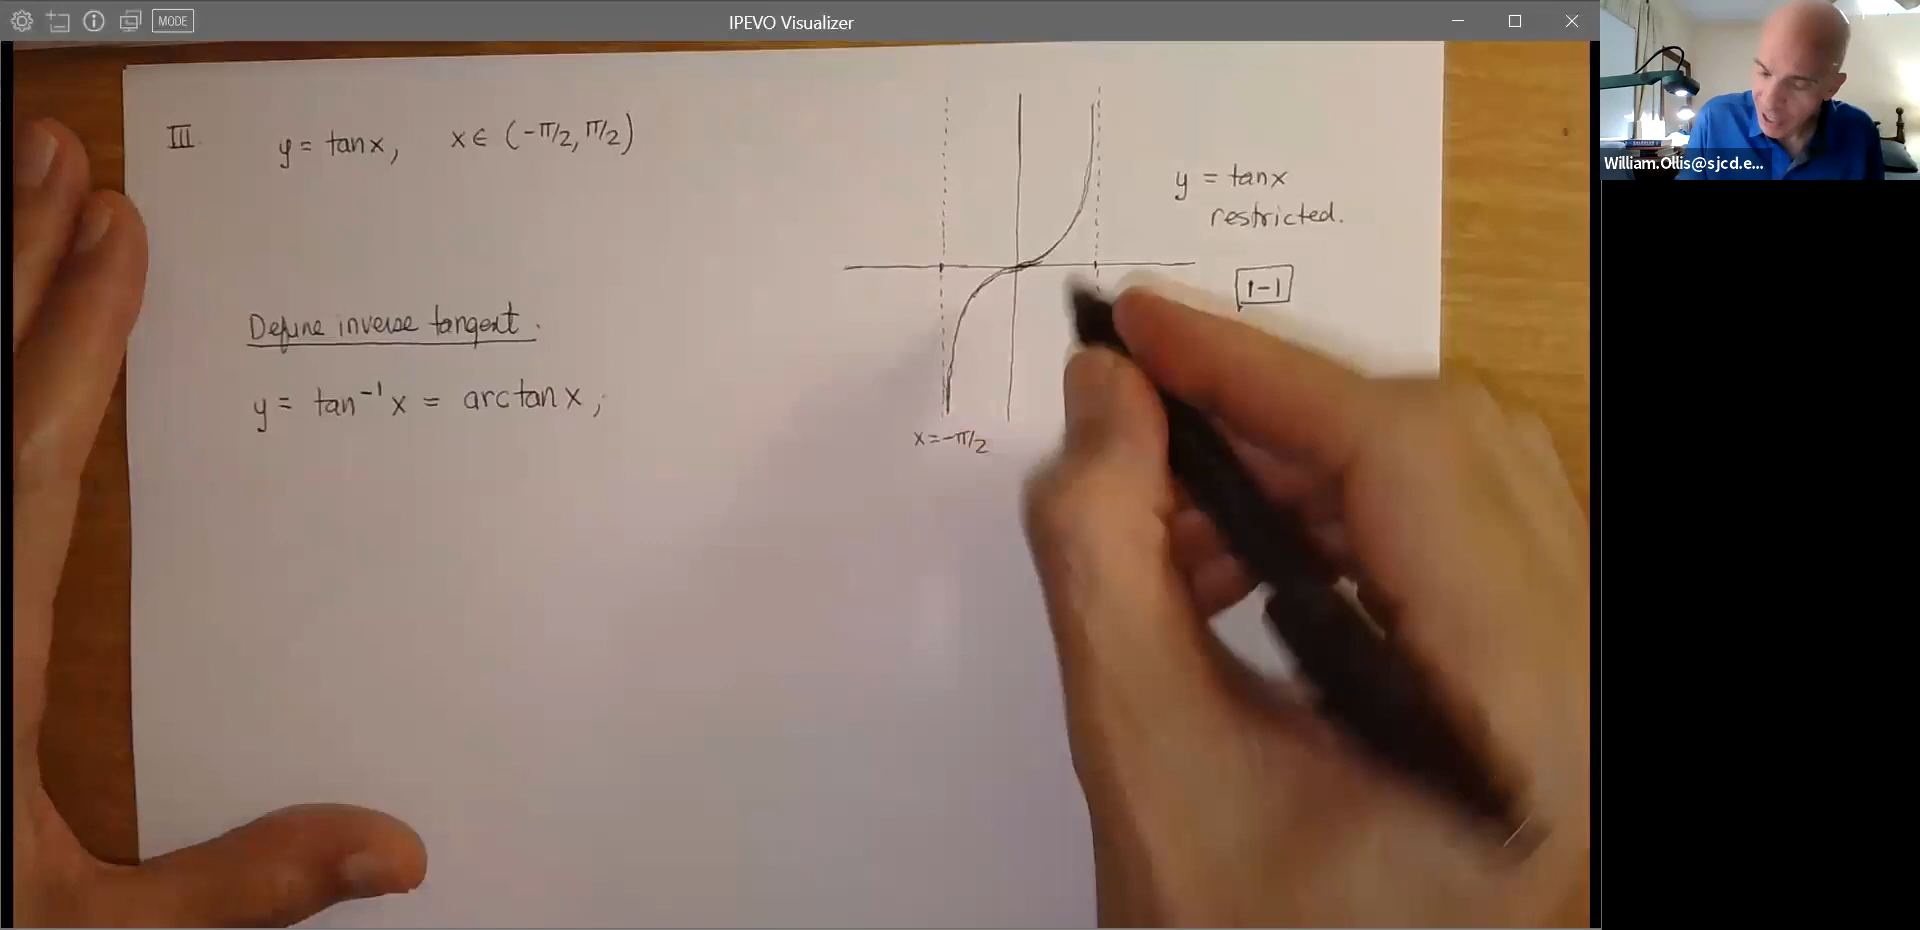 MODE
IPEVO Visualizer
William.Ollis@sjcd.e...
III. y = tan x, x ∈ (-π/2, π/2)
y = tan x
restricted.
1-1
Define inverse tangent.
y = tan⁻¹ x = arctan x,
x = -π/2